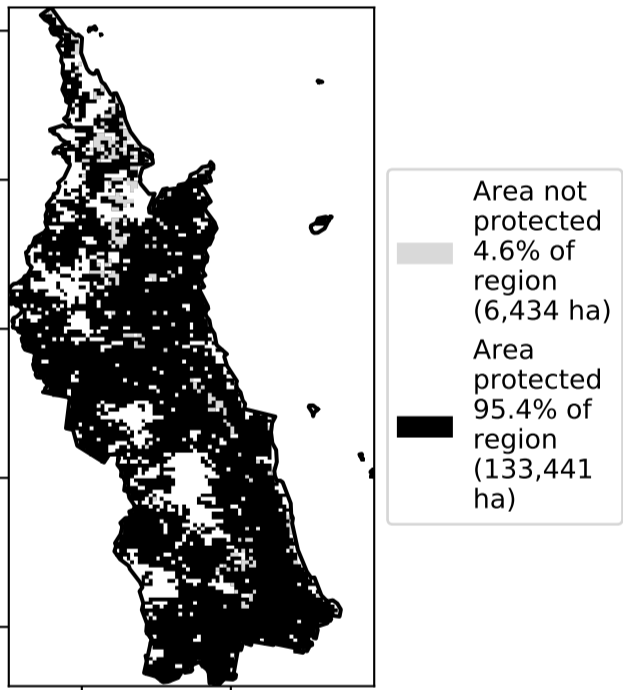 Area not
protected
4.6% of
region
(6,434 ha)
Area
protected
95.4% of
region
(133,441
ha)